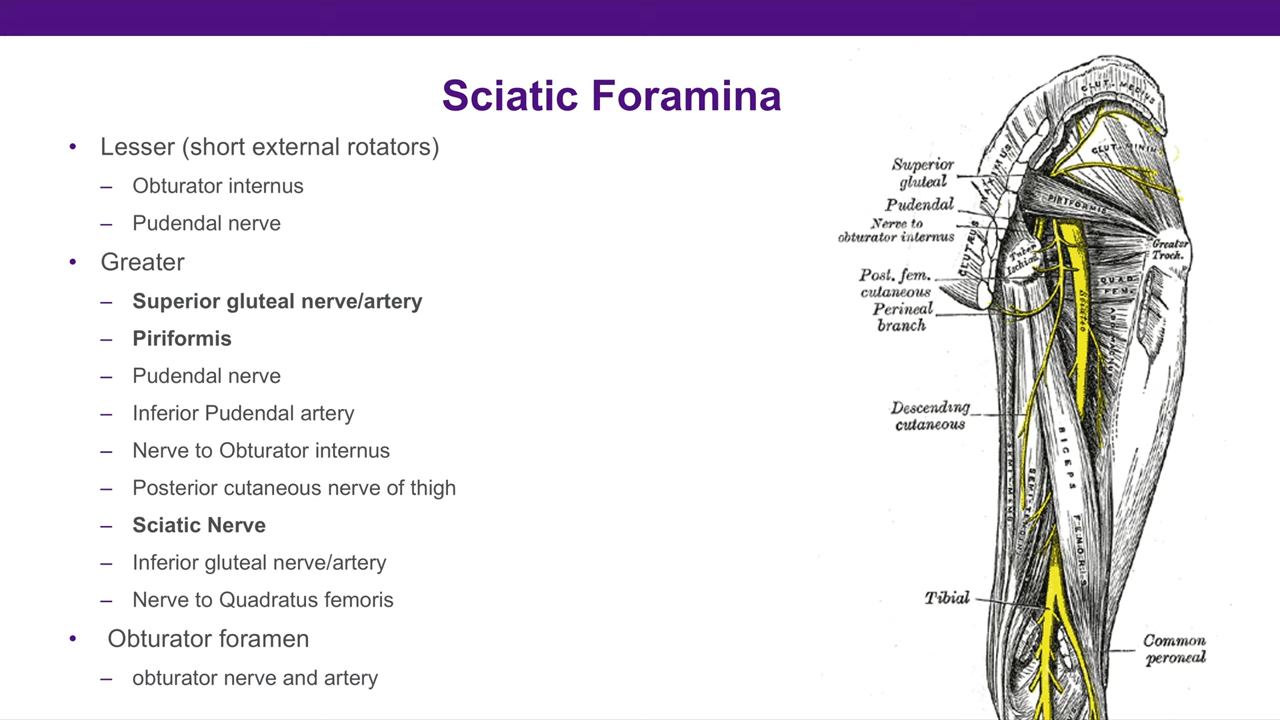 Sciatic Foramina
• Lesser (short external rotators)
– Obturator internus
– Pudendal nerve
• Greater
– Superior gluteal nerve/artery
– Piriformis
– Pudendal nerve
– Inferior Pudendal artery
– Nerve to Obturator internus
– Posterior cutaneous nerve of thigh
– Sciatic Nerve
– Inferior gluteal nerve/artery
– Nerve to Quadratus femoris
• Obturator foramen
– obturator nerve and artery
GLUT. MEDIUS
Superior
gluteal
Pudendal
Nerve to
obturator internus
Post. fem.
cutaneous
Perineal
branch
Descending
cutaneous
Tibial
Common
peroneal
PIRIFORMIS
Greater
Troch.
QUAD
FEM.
BICEPS
FEMORIS